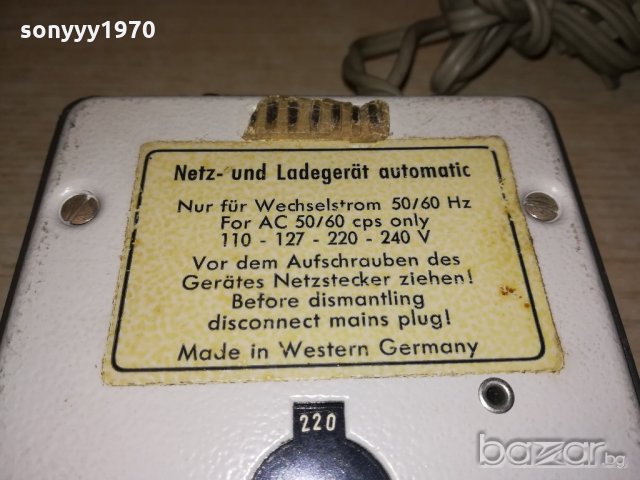 sonyyy1970
Netz- und Ladegerät automatic
Nur für Wechselstrom 50/60 Hz
For AC 50/60 cps only
110 - 127 - 220 - 240 V
Vor dem Aufschrauben des
Gerätes Netzstecker ziehen!
Before dismantling
disconnect mains plug!
Made in Western Germany
220
bazar.bg